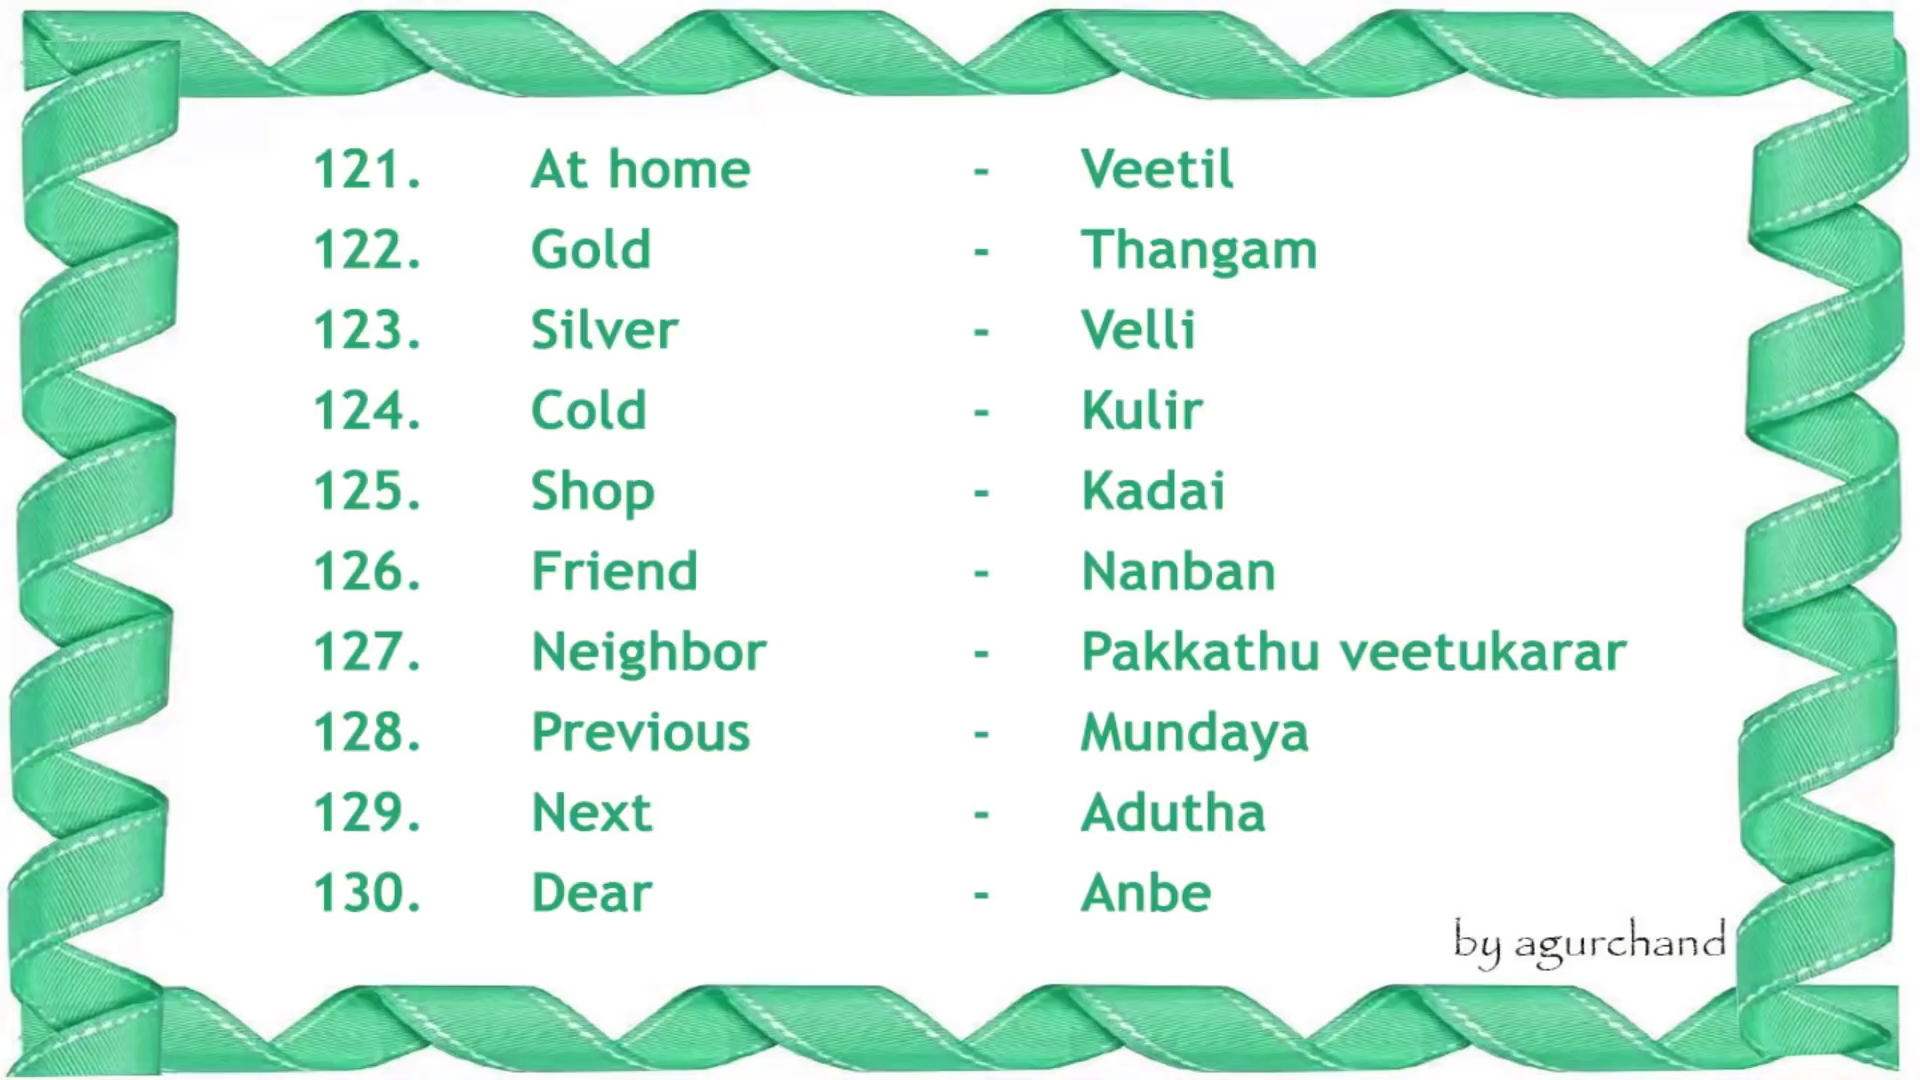 121. At home - Veetil
122. Gold - Thangam
123. Silver - Velli
124. Cold - Kulir
125. Shop - Kadai
126. Friend - Nanban
127. Neighbor - Pakkathu veetukarar
128. Previous - Mundaya
129. Next - Adutha
130. Dear - Anbe
by agurchand